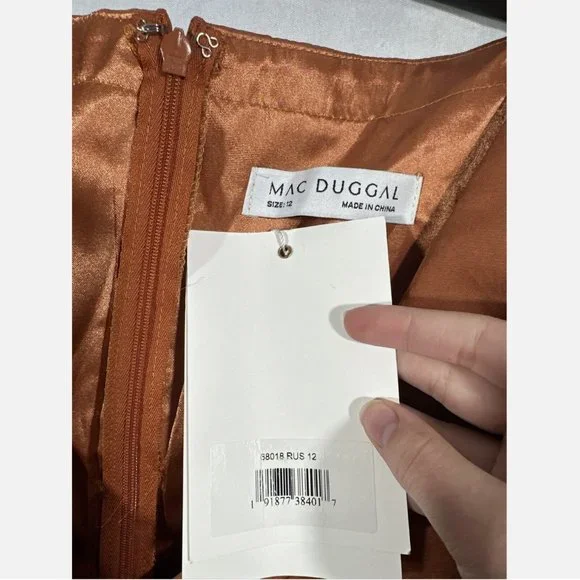 MAC DUGGAL
SIZE: 12 MADE IN CHINA
68018 RUS 12
1 91877 38401 7